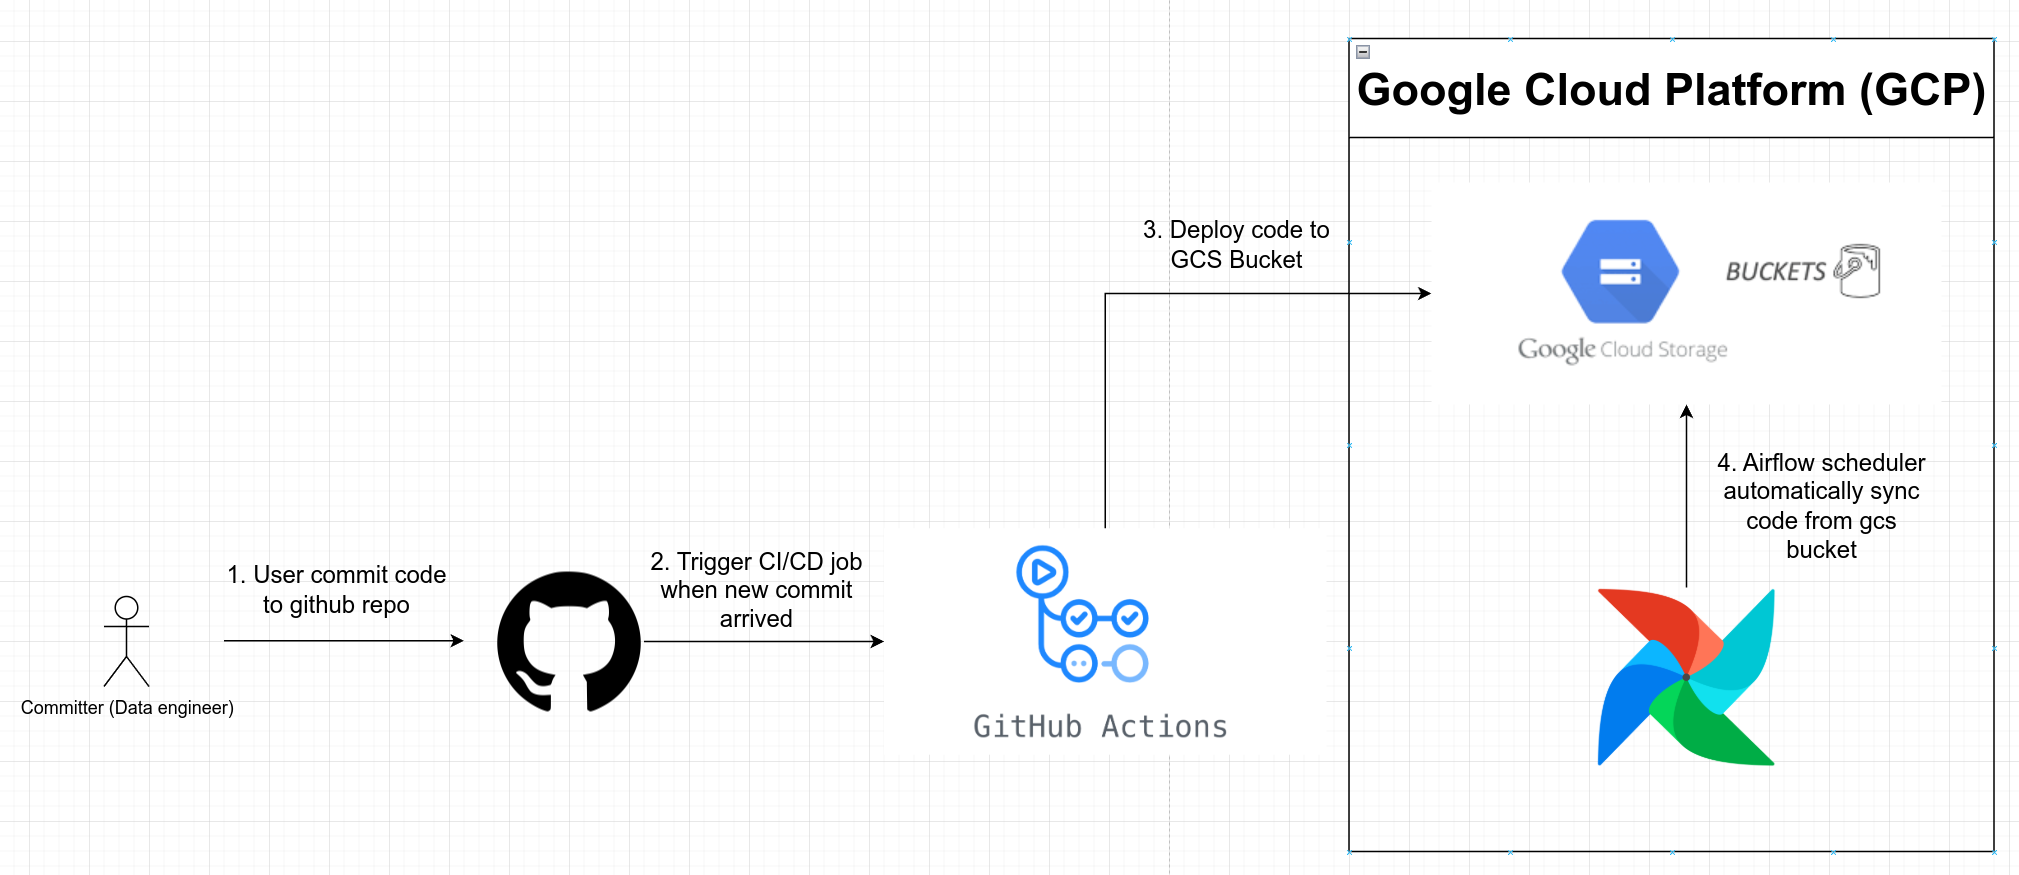 Google Cloud Platform (GCP)
3. Deploy code to
GCS Bucket
BUCKETS
Google Cloud Storage
4. Airflow scheduler
automatically sync
code from gcs
bucket
1. User commit code
to github repo
2. Trigger CI/CD job
when new commit
arrived
Committer (Data engineer)
GitHub Actions